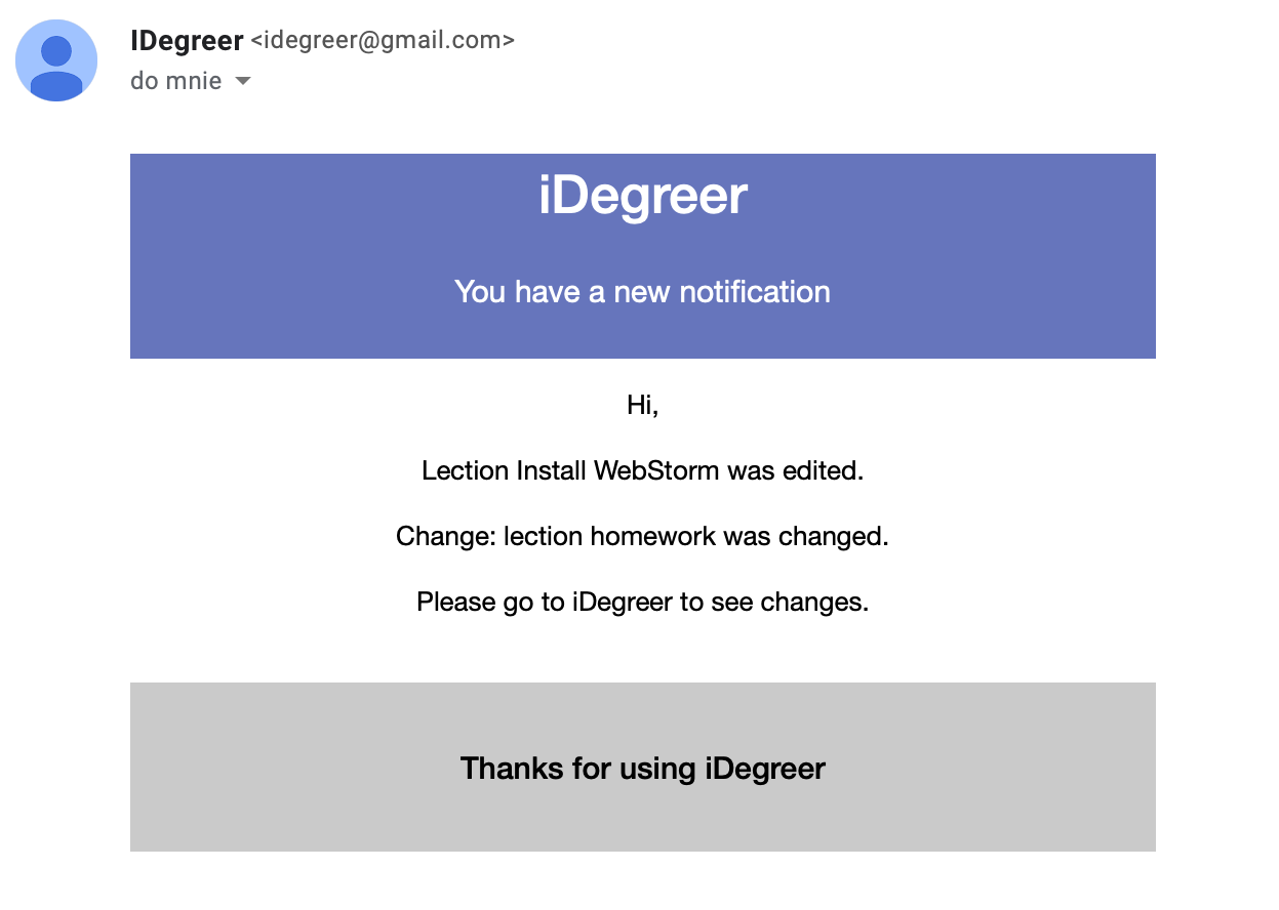 IDegreer <idegreer@gmail.com>
do mnie
iDegreer
You have a new notification
Hi,
Lection Install WebStorm was edited.
Change: lection homework was changed.
Please go to iDegreer to see changes.
Thanks for using iDegreer